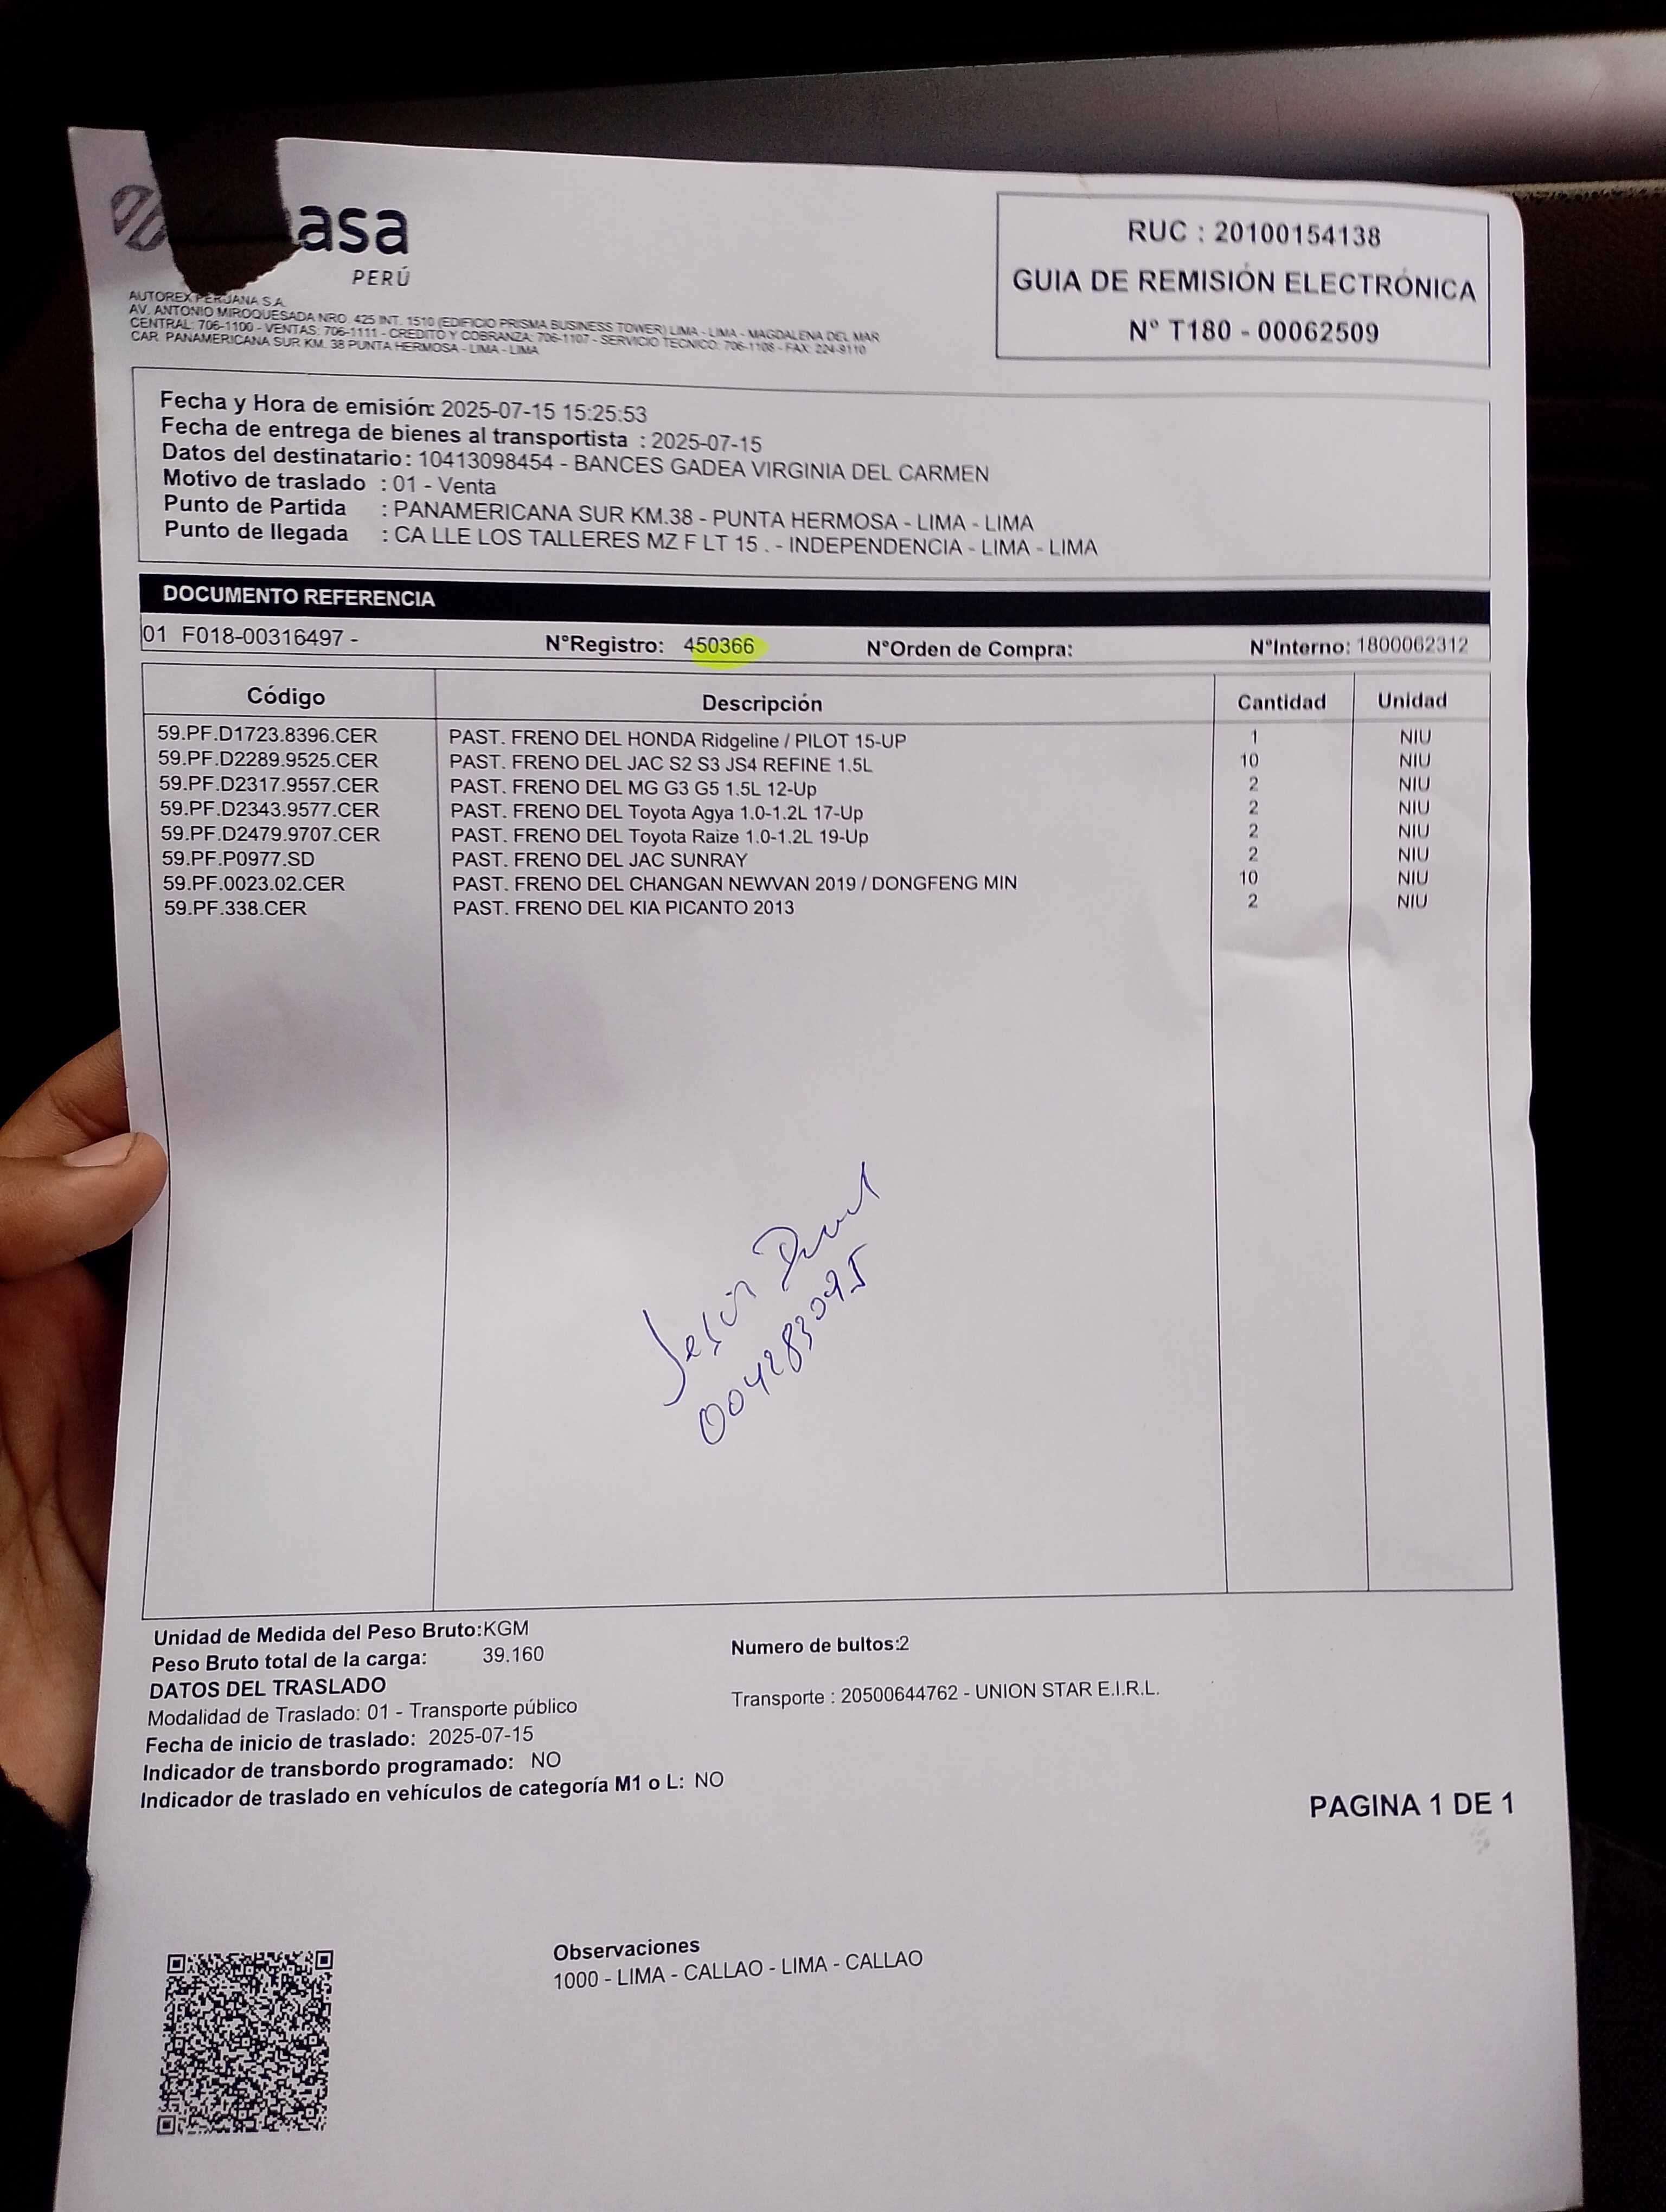 asa
PERÚ
AUTOREX PERUANA S.A.
AV. ANTONIO MIROQUESADA NRO. 425 INT. 1510 (EDIFICIO PRISMA BUSINESS TOWER) LIMA - LIMA - MAGDALENA DEL MAR
CENTRAL: 706-1100 - VENTAS: 706-1111 - CREDITO Y COBRANZA: 706-1107 - SERVICIO TECNICO: 706-1108 - FAX: 224-9110
CAR. PANAMERICANA SUR KM. 38 PUNTA HERMOSA - LIMA - LIMA
RUC : 20100154138
GUIA DE REMISIÓN ELECTRÓNICA
N° T180 - 00062509
Fecha y Hora de emisión: 2025-07-15 15:25:53
Fecha de entrega de bienes al transportista : 2025-07-15
Datos del destinatario: 10413098454 - BANCES GADEA VIRGINIA DEL CARMEN
Motivo de traslado : 01 - Venta
Punto de Partida : PANAMERICANA SUR KM.38 - PUNTA HERMOSA - LIMA - LIMA
Punto de llegada : CA LLE LOS TALLERES MZ F LT 15 . - INDEPENDENCIA - LIMA - LIMA
DOCUMENTO REFERENCIA
01 F018-00316497 - N°Registro: 450366 N°Orden de Compra: N°Interno: 1800062312
Código Descripción Cantidad Unidad
59.PF.D1723.8396.CER PAST. FRENO DEL HONDA Ridgeline / PILOT 15-UP 1 NIU
59.PF.D2289.9525.CER PAST. FRENO DEL JAC S2 S3 JS4 REFINE 1.5L 10 NIU
59.PF.D2317.9557.CER PAST. FRENO DEL MG G3 G5 1.5L 12-Up 2 NIU
59.PF.D2343.9577.CER PAST. FRENO DEL Toyota Agya 1.0-1.2L 17-Up 2 NIU
59.PF.D2479.9707.CER PAST. FRENO DEL Toyota Raize 1.0-1.2L 19-Up 2 NIU
59.PF.P0977.SD PAST. FRENO DEL JAC SUNRAY 2 NIU
59.PF.0023.02.CER PAST. FRENO DEL CHANGAN NEWVAN 2019 / DONGFENG MIN 10 NIU
59.PF.338.CER PAST. FRENO DEL KIA PICANTO 2013 2 NIU
004283095
Unidad de Medida del Peso Bruto:KGM
Peso Bruto total de la carga: 39.160
Numero de bultos:2
DATOS DEL TRASLADO
Modalidad de Traslado: 01 - Transporte público
Transporte : 20500644762 - UNION STAR E.I.R.L.
Fecha de inicio de traslado: 2025-07-15
Indicador de transbordo programado: NO
Indicador de traslado en vehículos de categoría M1 o L: NO
PAGINA 1 DE 1
Observaciones
1000 - LIMA - CALLAO - LIMA - CALLAO